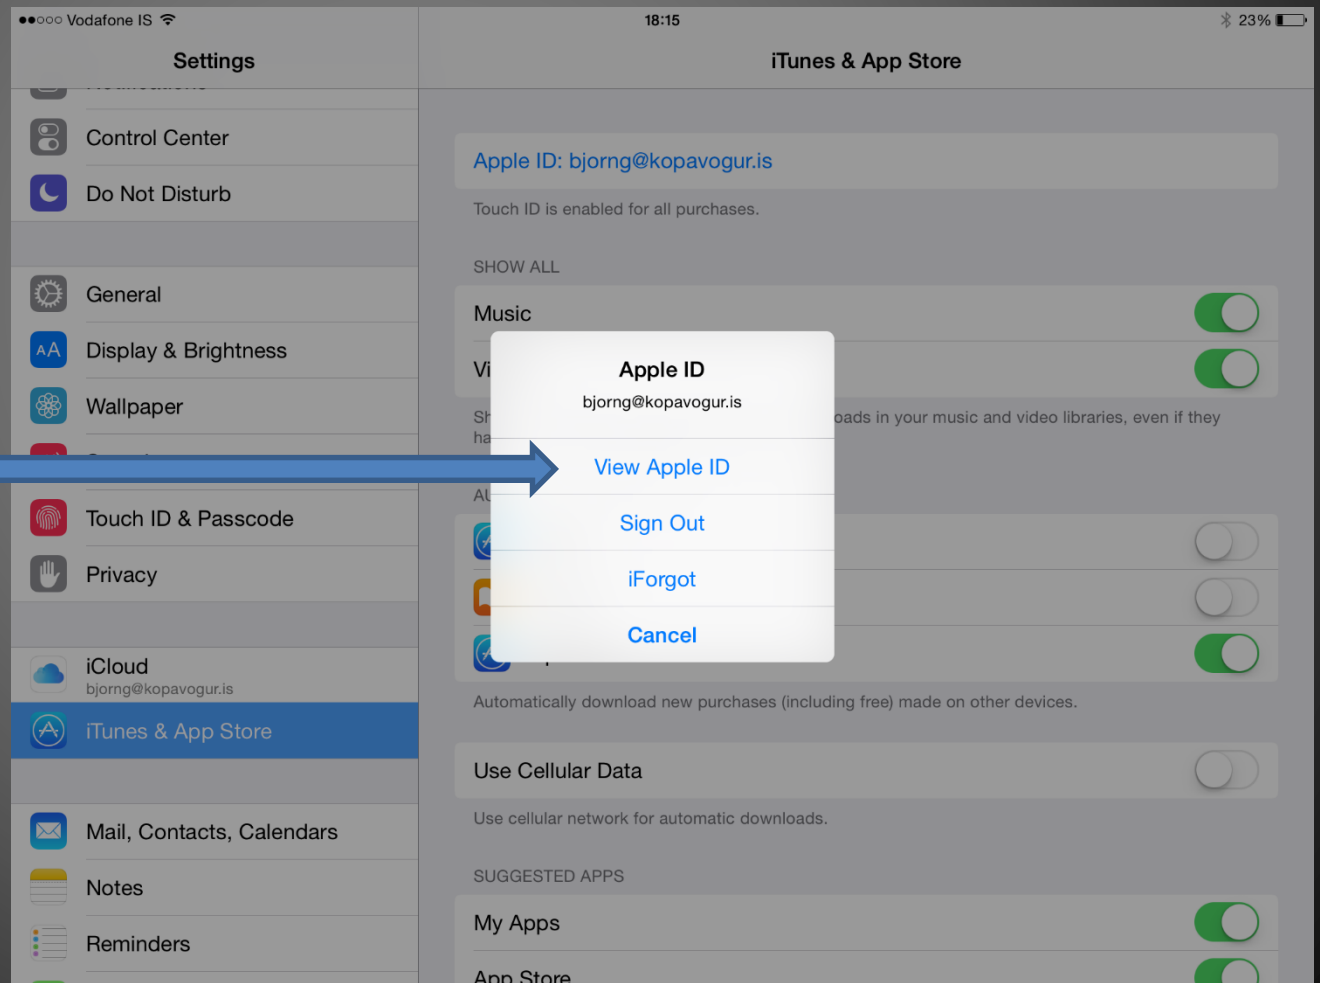 Vodafone IS
18:15
23%
Settings
iTunes & App Store
Control Center
Do Not Disturb
General
Display & Brightness
Wallpaper
Touch ID & Passcode
Privacy
iCloud
bjorng@kopavogur.is
iTunes & App Store
Mail, Contacts, Calendars
Notes
Reminders
Apple ID: bjorng@kopavogur.is
Touch ID is enabled for all purchases.
SHOW ALL
Music
Vi
Sh
oads in your music and video libraries, even if they
ha
AU
Apple ID
bjorng@kopavogur.is
View Apple ID
Sign Out
iForgot
Cancel
Automatically download new purchases (including free) made on other devices.
Use Cellular Data
Use cellular network for automatic downloads.
SUGGESTED APPS
My Apps
App Store